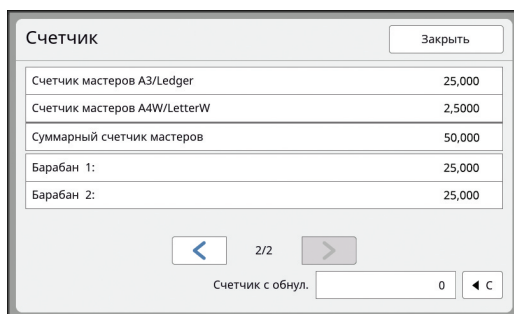 Счетчик
Закрыть
Счетчик мастеров A3/Ledger 25,000
Счетчик мастеров A4W/LetterW 2,5000
Суммарный счетчик мастеров 50,000
Барабан 1: 25,000
Барабан 2: 25,000
2/2
Счетчик с обнул. 0 C